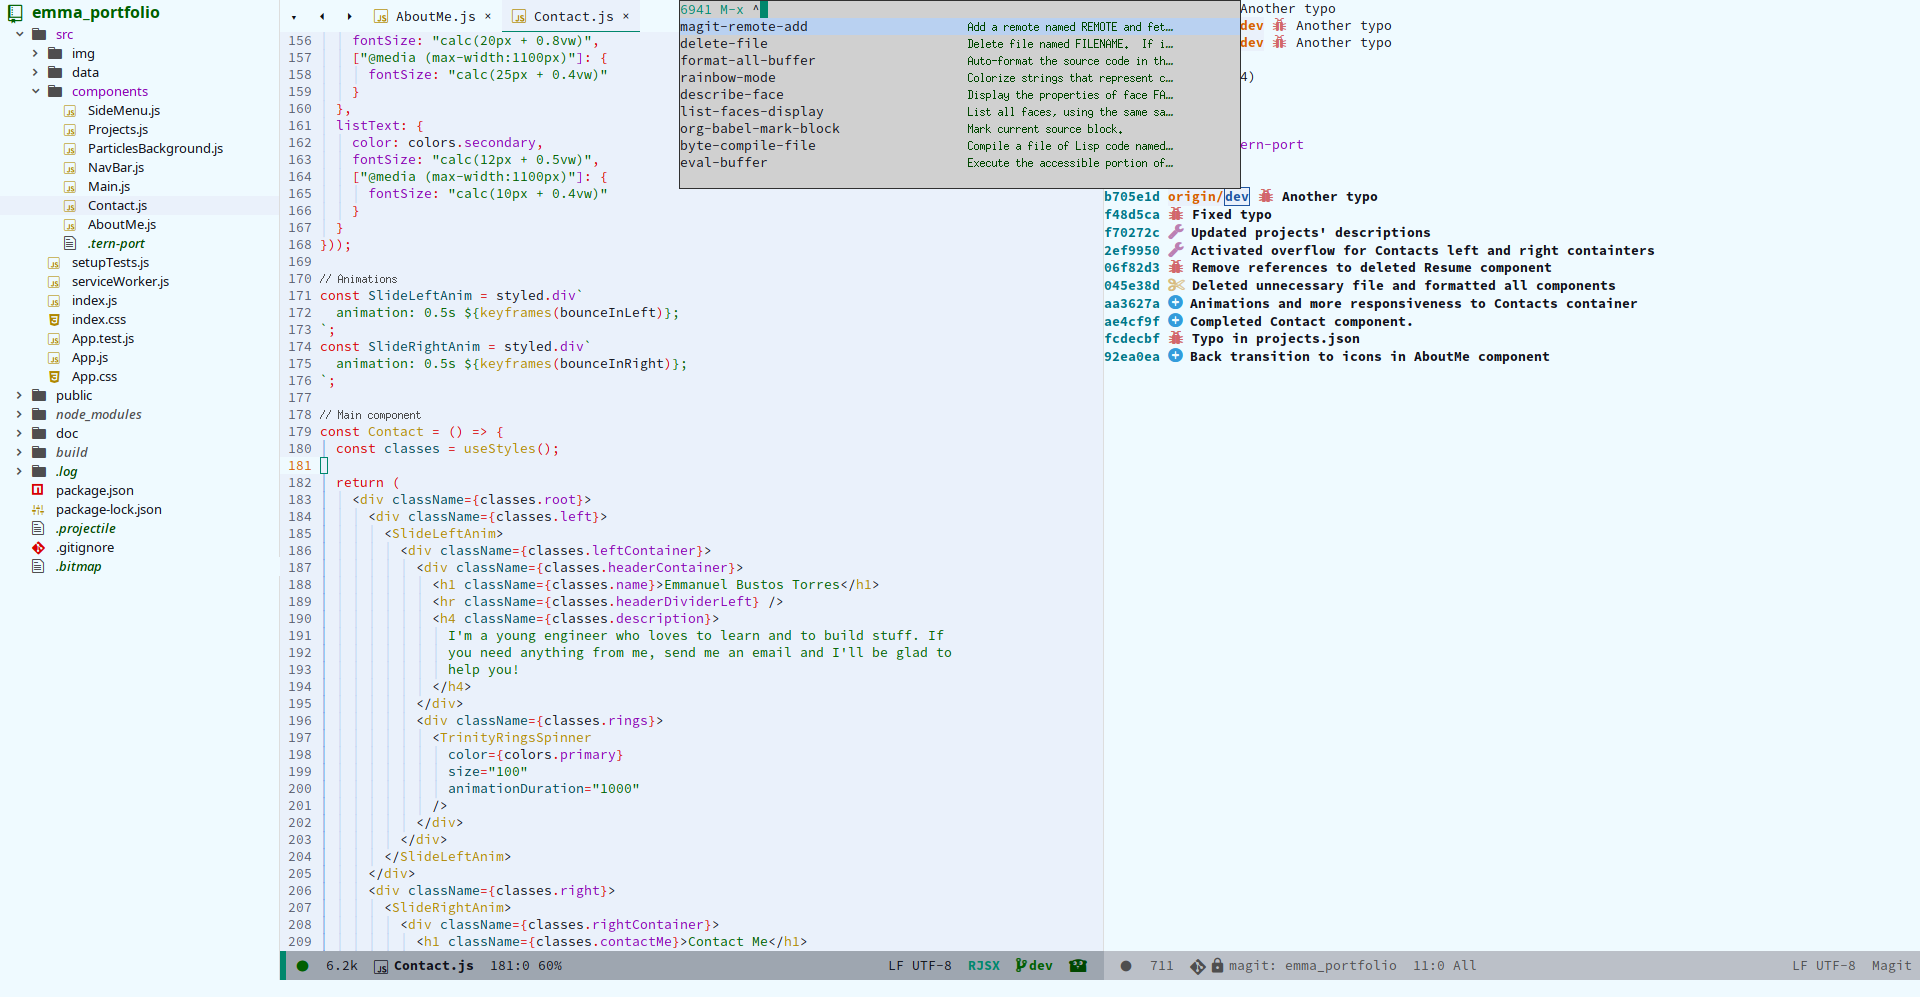 emma_portfolio
src
img
data
components
SideMenu.js
Projects.js
ParticlesBackground.js
NavBar.js
Main.js
Contact.js
AboutMe.js
.tern-port
setupTests.js
serviceWorker.js
index.js
index.css
App.test.js
App.js
App.css
public
node_modules
doc
build
.log
package.json
package-lock.json
.projectile
.gitignore
.bitmap
AboutMe.js ×
Contact.js ×
156 fontSize: "calc(20px + 0.8vw)",
157 ["@media (max-width:1100px)"]: {
158 fontSize: "calc(25px + 0.4vw)"
159 }
160 },
161 listText: {
162 color: colors.secondary,
163 fontSize: "calc(12px + 0.5vw)",
164 ["@media (max-width:1100px)"]: {
165 fontSize: "calc(10px + 0.4vw)"
166 }
167 }
168 }));
169
170 // Animations
171 const SlideLeftAnim = styled.div`
172 animation: 0.5s ${keyframes(bounceInLeft)};
173 `;
174 const SlideRightAnim = styled.div`
175 animation: 0.5s ${keyframes(bounceInRight)};
176 `;
177
178 // Main component
179 const Contact = () => {
180 const classes = useStyles();
181
182 return (
183 <div className={classes.root}>
184 <div className={classes.left}>
185 <SlideLeftAnim>
186 <div className={classes.leftContainer}>
187 <div className={classes.headerContainer}>
188 <h1 className={classes.name}>Emmanuel Bustos Torres</h1>
189 <hr className={classes.headerDividerLeft} />
190 <h4 className={classes.description}>
191 I'm a young engineer who loves to learn and to build stuff. If
192 you need anything from me, send me an email and I'll be glad to
193 help you!
194 </h4>
195 </div>
196 <div className={classes.rings}>
197 <TrinityRingsSpinner
198 color={colors.primary}
199 size="100"
200 animationDuration="1000"
201 />
202 </div>
203 </div>
204 </SlideLeftAnim>
205 </div>
206 <div className={classes.right}>
207 <SlideRightAnim>
208 <div className={classes.rightContainer}>
209 <h1 className={classes.contactMe}>Contact Me</h1>
6.2k Contact.js 181:0 60% LF UTF-8 RJSX dev
6941 M-x ^
magit-remote-add Add a remote named REMOTE and fet…
delete-file Delete file named FILENAME. If i…
format-all-buffer Auto-format the source code in th…
rainbow-mode Colorize strings that represent c…
describe-face Display the properties of face FA…
list-faces-display List all faces, using the same sa…
org-babel-mark-block Mark current source block.
byte-compile-file Compile a file of Lisp code named…
eval-buffer Execute the accessible portion of…
Another typo
dev Another typo
dev Another typo
4)
ern-port
b705e1d origin/dev Another typo
f48d5ca Fixed typo
f70272c Updated projects' descriptions
2ef9950 Activated overflow for Contacts left and right containters
06f82d3 Remove references to deleted Resume component
045e38d Deleted unnecessary file and formatted all components
aa3627a Animations and more responsiveness to Contacts container
ae4cf9f Completed Contact component.
fcdecbf Typo in projects.json
92ea0ea Back transition to icons in AboutMe component
711 magit: emma_portfolio 11:0 All LF UTF-8 Magit